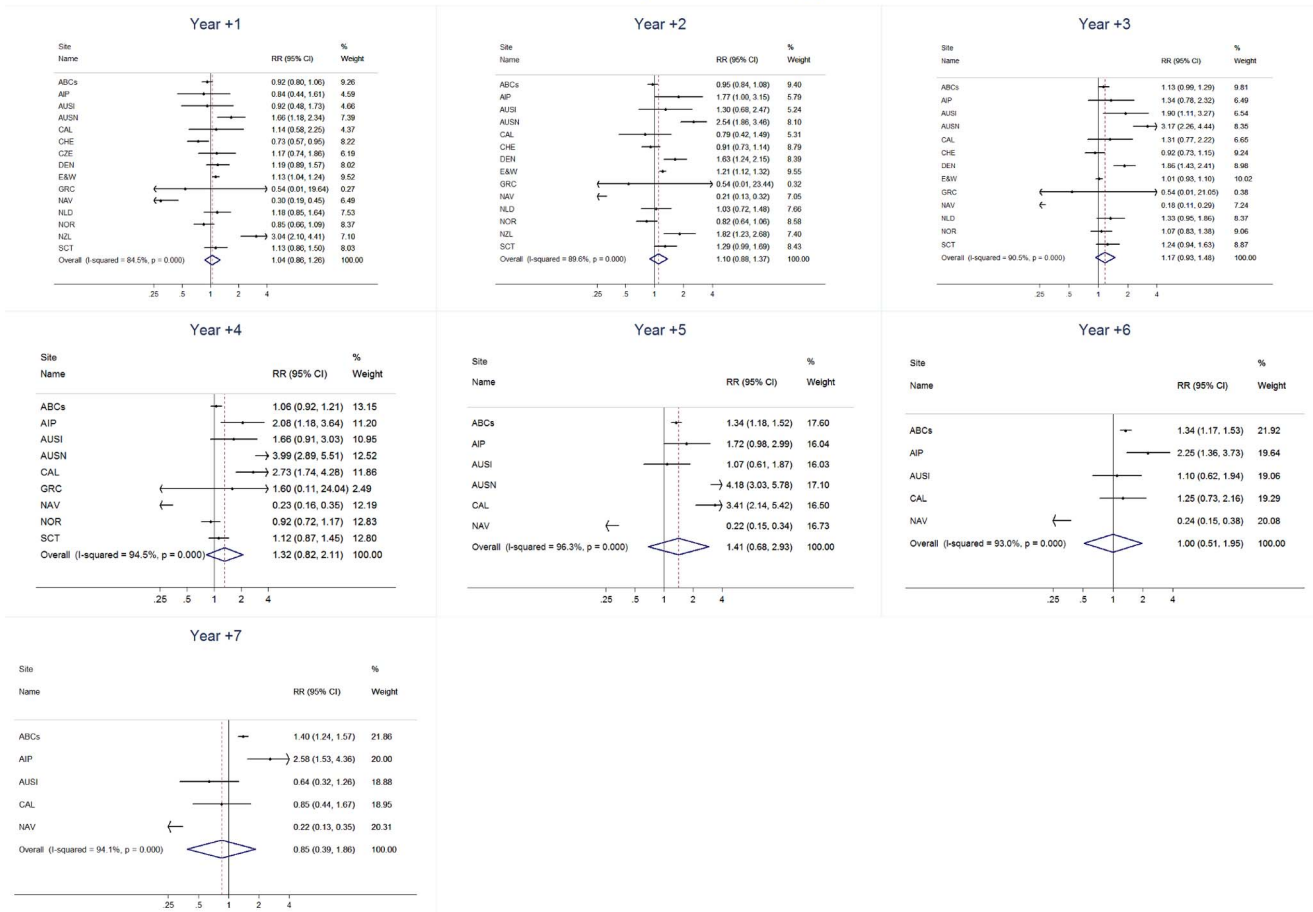 Year +1
Site %
Name RR (95% CI) Weight
ABCs 0.92 (0.80, 1.06) 9.26
AIP 0.84 (0.44, 1.61) 4.59
AUSI 0.92 (0.48, 1.73) 4.66
AUSN 1.66 (1.18, 2.34) 7.39
CAL 1.14 (0.58, 2.25) 4.37
CHE 0.73 (0.57, 0.95) 8.22
CZE 1.17 (0.74, 1.86) 6.19
DEN 1.19 (0.89, 1.57) 8.02
E&W 1.13 (1.04, 1.24) 9.52
GRC 0.54 (0.01, 19.64) 0.27
NAV 0.30 (0.19, 0.45) 6.49
NLD 1.18 (0.85, 1.64) 7.53
NOR 0.85 (0.66, 1.09) 8.37
NZL 3.04 (2.10, 4.41) 7.10
SCT 1.13 (0.86, 1.50) 8.03
Overall (I-squared = 84.5%, p = 0.000) 1.04 (0.86, 1.26) 100.00
.25 .5 1 2 4
Year +2
Site %
Name RR (95% CI) Weight
ABCs 0.95 (0.84, 1.08) 9.40
AIP 1.77 (1.00, 3.15) 5.79
AUSI 1.30 (0.68, 2.47) 5.24
AUSN 2.54 (1.86, 3.46) 8.10
CAL 0.79 (0.42, 1.49) 5.31
CHE 0.91 (0.73, 1.14) 8.79
DEN 1.63 (1.24, 2.15) 8.39
E&W 1.21 (1.12, 1.32) 9.55
GRC 0.54 (0.01, 23.44) 0.32
NAV 0.21 (0.13, 0.32) 7.05
NLD 1.03 (0.72, 1.48) 7.66
NOR 0.82 (0.64, 1.06) 8.58
NZL 1.82 (1.23, 2.68) 7.40
SCT 1.29 (0.99, 1.69) 8.43
Overall (I-squared = 89.6%, p = 0.000) 1.10 (0.88, 1.37) 100.00
.25 .5 1 2 4
Year +3
Site %
Name RR (95% CI) Weight
ABCs 1.13 (0.99, 1.29) 9.81
AIP 1.34 (0.78, 2.32) 6.49
AUSI 1.90 (1.11, 3.27) 6.54
AUSN 3.17 (2.26, 4.44) 8.35
CAL 1.31 (0.77, 2.22) 6.65
CHE 0.92 (0.73, 1.15) 9.24
DEN 1.86 (1.43, 2.41) 8.98
E&W 1.01 (0.93, 1.10) 10.02
GRC 0.54 (0.01, 21.05) 0.38
NAV 0.18 (0.11, 0.29) 7.24
NLD 1.33 (0.95, 1.86) 8.37
NOR 1.07 (0.83, 1.38) 9.06
SCT 1.24 (0.94, 1.63) 8.87
Overall (I-squared = 90.5%, p = 0.000) 1.17 (0.93, 1.48) 100.00
.25 .5 1 2 4
Year +4
Site %
Name RR (95% CI) Weight
ABCs 1.06 (0.92, 1.21) 13.15
AIP 2.08 (1.18, 3.64) 11.20
AUSI 1.66 (0.91, 3.03) 10.95
AUSN 3.99 (2.89, 5.51) 12.52
CAL 2.73 (1.74, 4.28) 11.86
GRC 1.60 (0.11, 24.04) 2.49
NAV 0.23 (0.16, 0.35) 12.19
NOR 0.92 (0.72, 1.17) 12.83
SCT 1.12 (0.87, 1.45) 12.80
Overall (I-squared = 94.5%, p = 0.000) 1.32 (0.82, 2.11) 100.00
.25 .5 1 2 4
Year +5
Site %
Name RR (95% CI) Weight
ABCs 1.34 (1.18, 1.52) 17.60
AIP 1.72 (0.98, 2.99) 16.04
AUSI 1.07 (0.61, 1.87) 16.03
AUSN 4.18 (3.03, 5.78) 17.10
CAL 3.41 (2.14, 5.42) 16.50
NAV 0.22 (0.15, 0.34) 16.73
Overall (I-squared = 96.3%, p = 0.000) 1.41 (0.68, 2.93) 100.00
.25 .5 1 2 4
Year +6
Site %
Name RR (95% CI) Weight
ABCs 1.34 (1.17, 1.53) 21.92
AIP 2.25 (1.36, 3.73) 19.64
AUSI 1.10 (0.62, 1.94) 19.06
CAL 1.25 (0.73, 2.16) 19.29
NAV 0.24 (0.15, 0.38) 20.08
Overall (I-squared = 93.0%, p = 0.000) 1.00 (0.51, 1.95) 100.00
.25 .5 1 2 4
Year +7
Site %
Name RR (95% CI) Weight
ABCs 1.40 (1.24, 1.57) 21.86
AIP 2.58 (1.53, 4.36) 20.00
AUSI 0.64 (0.32, 1.26) 18.88
CAL 0.85 (0.44, 1.67) 18.95
NAV 0.22 (0.13, 0.35) 20.31
Overall (I-squared = 94.1%, p = 0.000) 0.85 (0.39, 1.86) 100.00
.25 .5 1 2 4